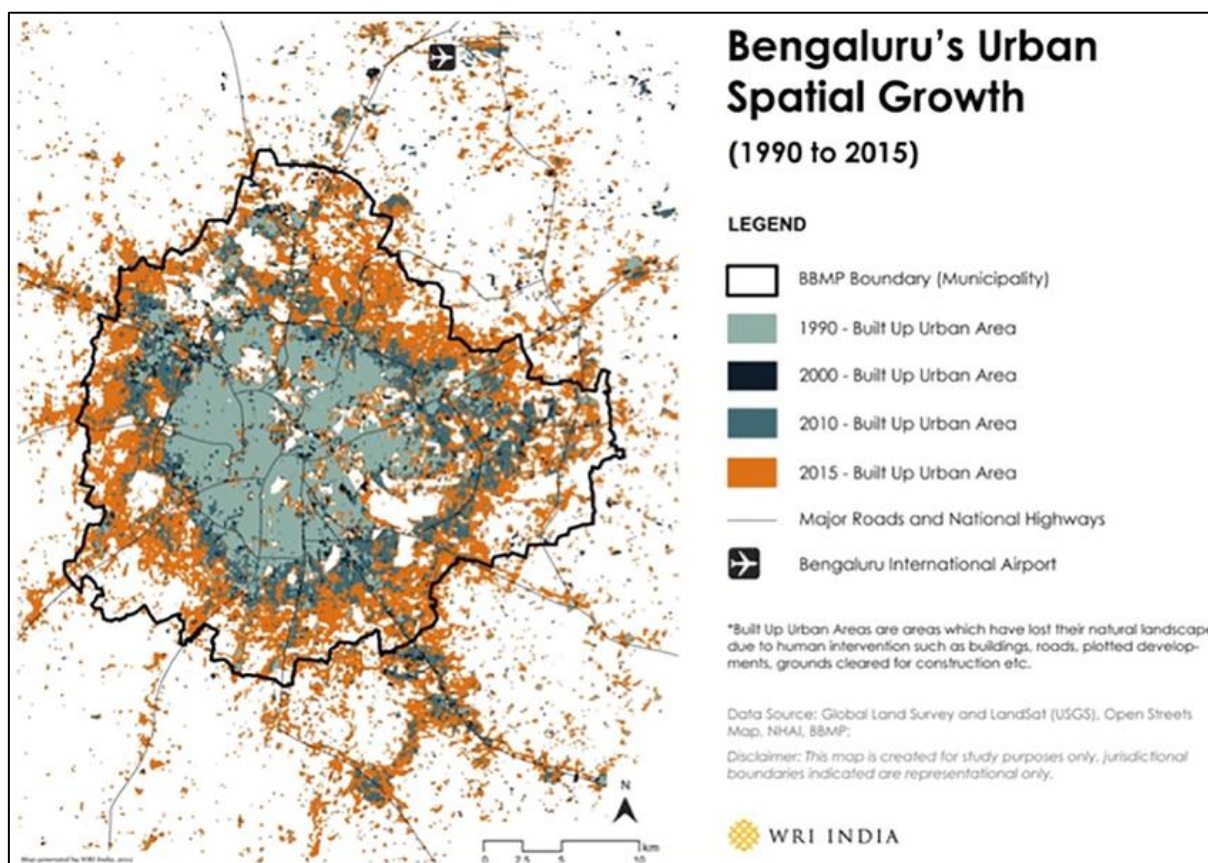 Bengaluru's Urban
Spatial Growth
(1990 to 2015)
LEGEND
BBMP Boundary (Municipality)
1990 - Built Up Urban Area
2000 - Built Up Urban Area
2010 - Built Up Urban Area
2015 - Built Up Urban Area
Major Roads and National Highways
Bengaluru International Airport
*Built Up Urban Areas are areas which have lost their natural landscape
due to human intervention such as buildings, roads, plotted develop-
ments, grounds cleared for construction etc.
Data Source: Global Land Survey and LandSat (USGS), Open Streets
Map, NHAI, BBMP;
Disclaimer: This map is created for study purposes only, jurisdictional
boundaries indicated are representational only.
WRI INDIA
N
km
0 2.5 5 10
Map generated by WRI India,